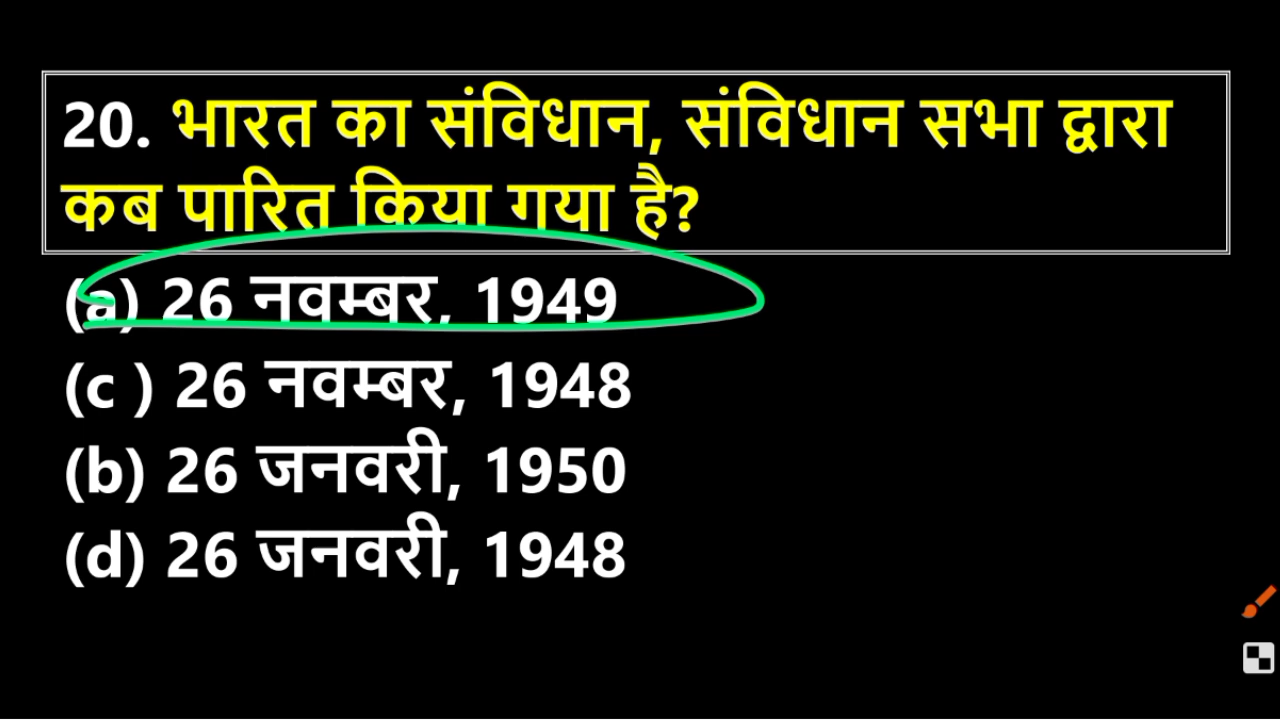 20. भारत का संविधान, संविधान सभा द्वारा
कब पारित किया गया है?
(a) 26 नवम्बर, 1949
(c ) 26 नवम्बर, 1948
(b) 26 जनवरी, 1950
(d) 26 जनवरी, 1948